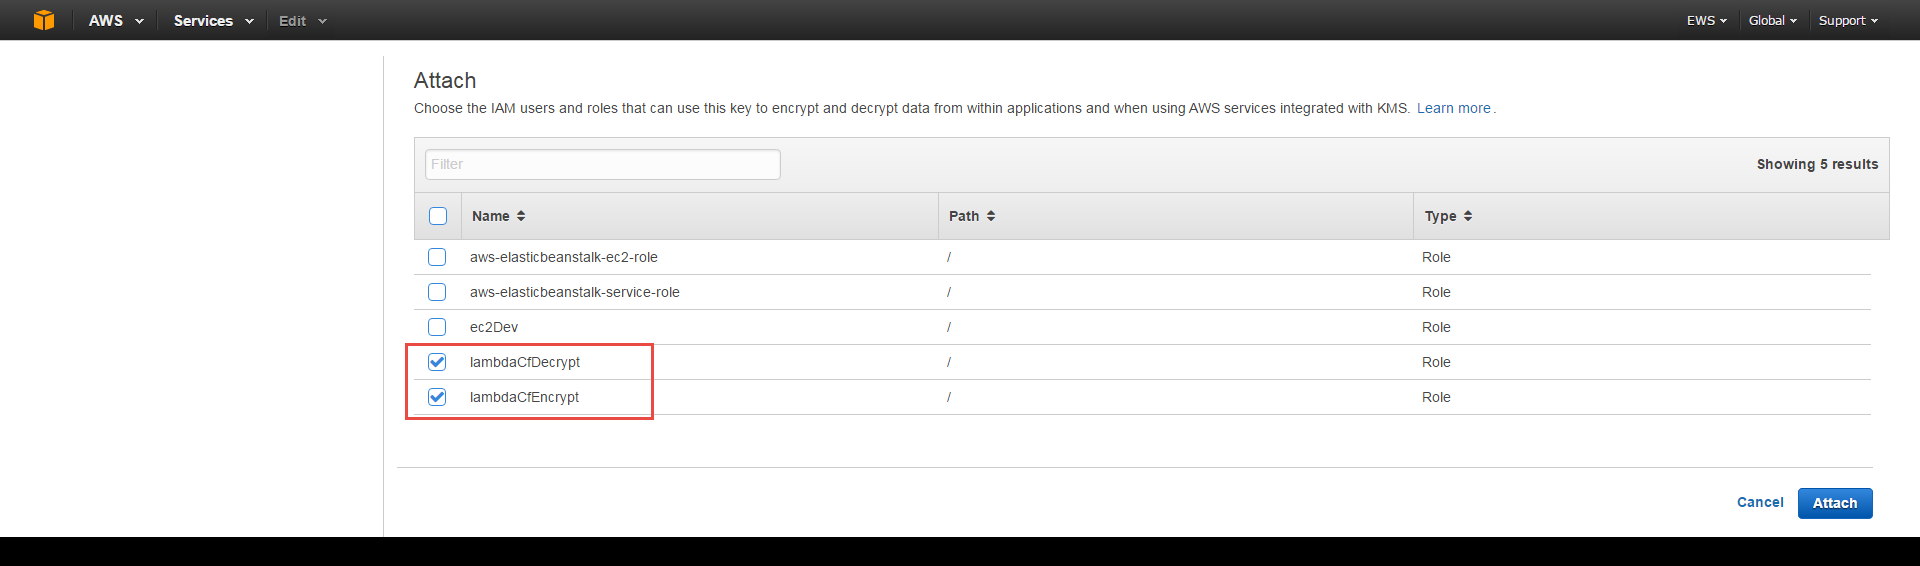 AWS Services Edit EWS Global Support
Attach
Choose the IAM users and roles that can use this key to encrypt and decrypt data from within applications and when using AWS services integrated with KMS. Learn more.
Filter Showing 5 results
Name Path Type
aws-elasticbeanstalk-ec2-role / Role
aws-elasticbeanstalk-service-role / Role
ec2Dev / Role
lambdaCfDecrypt / Role
lambdaCfEncrypt / Role
Cancel Attach